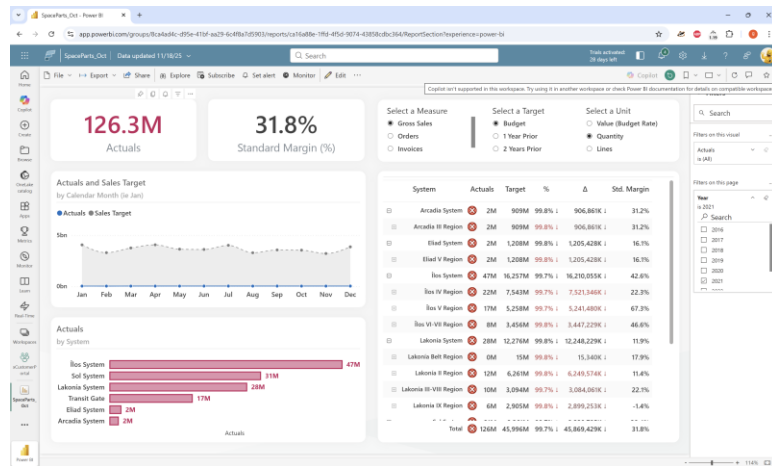 SpaceParts_Oct - Power BI
app.powerbi.com/groups/8ca4ad4c-d95e-41bf-aa29-6c4f8a7d5903/reports/ce16a88e-1ffd-4f5d-9074-43858cdbc364/ReportSection?experience=power-bi
SpaceParts_Oct
Data updated 11/18/25
Search
Trials activated:
28 days left
File
Export
Share
Explore
Subscribe
Set alert
Monitor
Edit
Copilot
Copilot isn't supported in this workspace. Try using it in another workspace or check Power BI documentation for details on compatible workspace
Home
Copilot
Create
Browse
OneLake
catalog
Apps
Metrics
Monitor
Learn
Real-Time
Workspaces
SpaceParts_
Oct
Power BI
126.3M
Actuals
31.8%
Standard Margin (%)
Select a Measure
Gross Sales
Orders
Invoices
Select a Target
Budget
1 Year Prior
2 Years Prior
Select a Unit
Value (Budget Rate)
Quantity
Lines
Actuals and Sales Target
by Calendar Month (ie Jan)
Actuals Sales Target
5bn
0bn
Jan Feb Mar Apr May Jun Jul Aug Sep Oct Nov Dec
Actuals
by System
Îlos System 47M
Sol System 31M
Lakonia System 28M
Transit Gate 17M
Eliad System 2M
Arcadia System 2M
Actuals
System Actuals Target % Δ Std. Margin
Arcadia System 2M 909M 99.8% ↓ 906,861K ↓ 31.2%
Arcadia III Region 2M 909M 99.8% ↓ 906,861K ↓ 31.2%
Eliad System 2M 1,208M 99.8% ↓ 1,205,428K ↓ 16.1%
Eliad V Region 2M 1,208M 99.8% ↓ 1,205,428K ↓ 16.1%
Îlos System 47M 16,257M 99.7% ↓ 16,210,055K ↓ 42.6%
Îlos IV Region 22M 7,543M 99.7% ↓ 7,521,346K ↓ 22.3%
Îlos V Region 17M 5,258M 99.7% ↓ 5,241,480K ↓ 67.3%
Îlos VI-VII Region 8M 3,456M 99.8% ↓ 3,447,229K ↓ 46.6%
Lakonia System 28M 12,276M 99.8% ↓ 12,248,229K ↓ 11.9%
Lakonia Belt Region 0M 15M 99.8% ↓ 15,340K ↓ 17.9%
Lakonia II Region 12M 6,261M 99.8% ↓ 6,249,574K ↓ 11.4%
Lakonia III-VIII Region 10M 3,094M 99.7% ↓ 3,084,061K ↓ 22.1%
Lakonia IX Region 6M 2,905M 99.8% ↓ 2,899,253K ↓ -1.4%
Total 126M 45,996M 99.7% ↓ 45,869,429K ↓ 31.8%
Search
Filters on this visual
Actuals
is (All)
Filters on this page
Year
is 2021
Search
2016
2017
2018
2019
2020
2021
114%